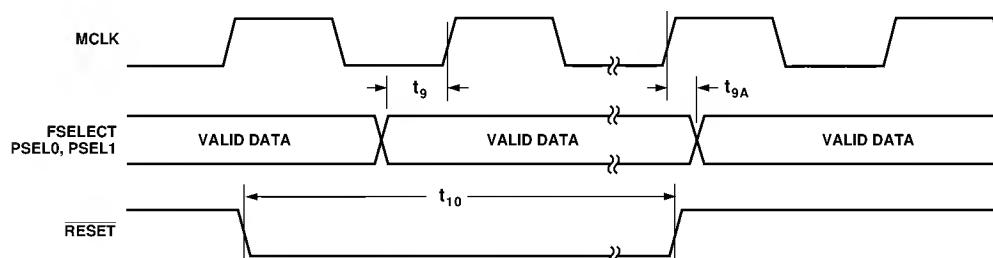 MCLK
t9
t9A
FSELECT
PSEL0, PSEL1
VALID DATA
VALID DATA
VALID DATA
t10
RESET